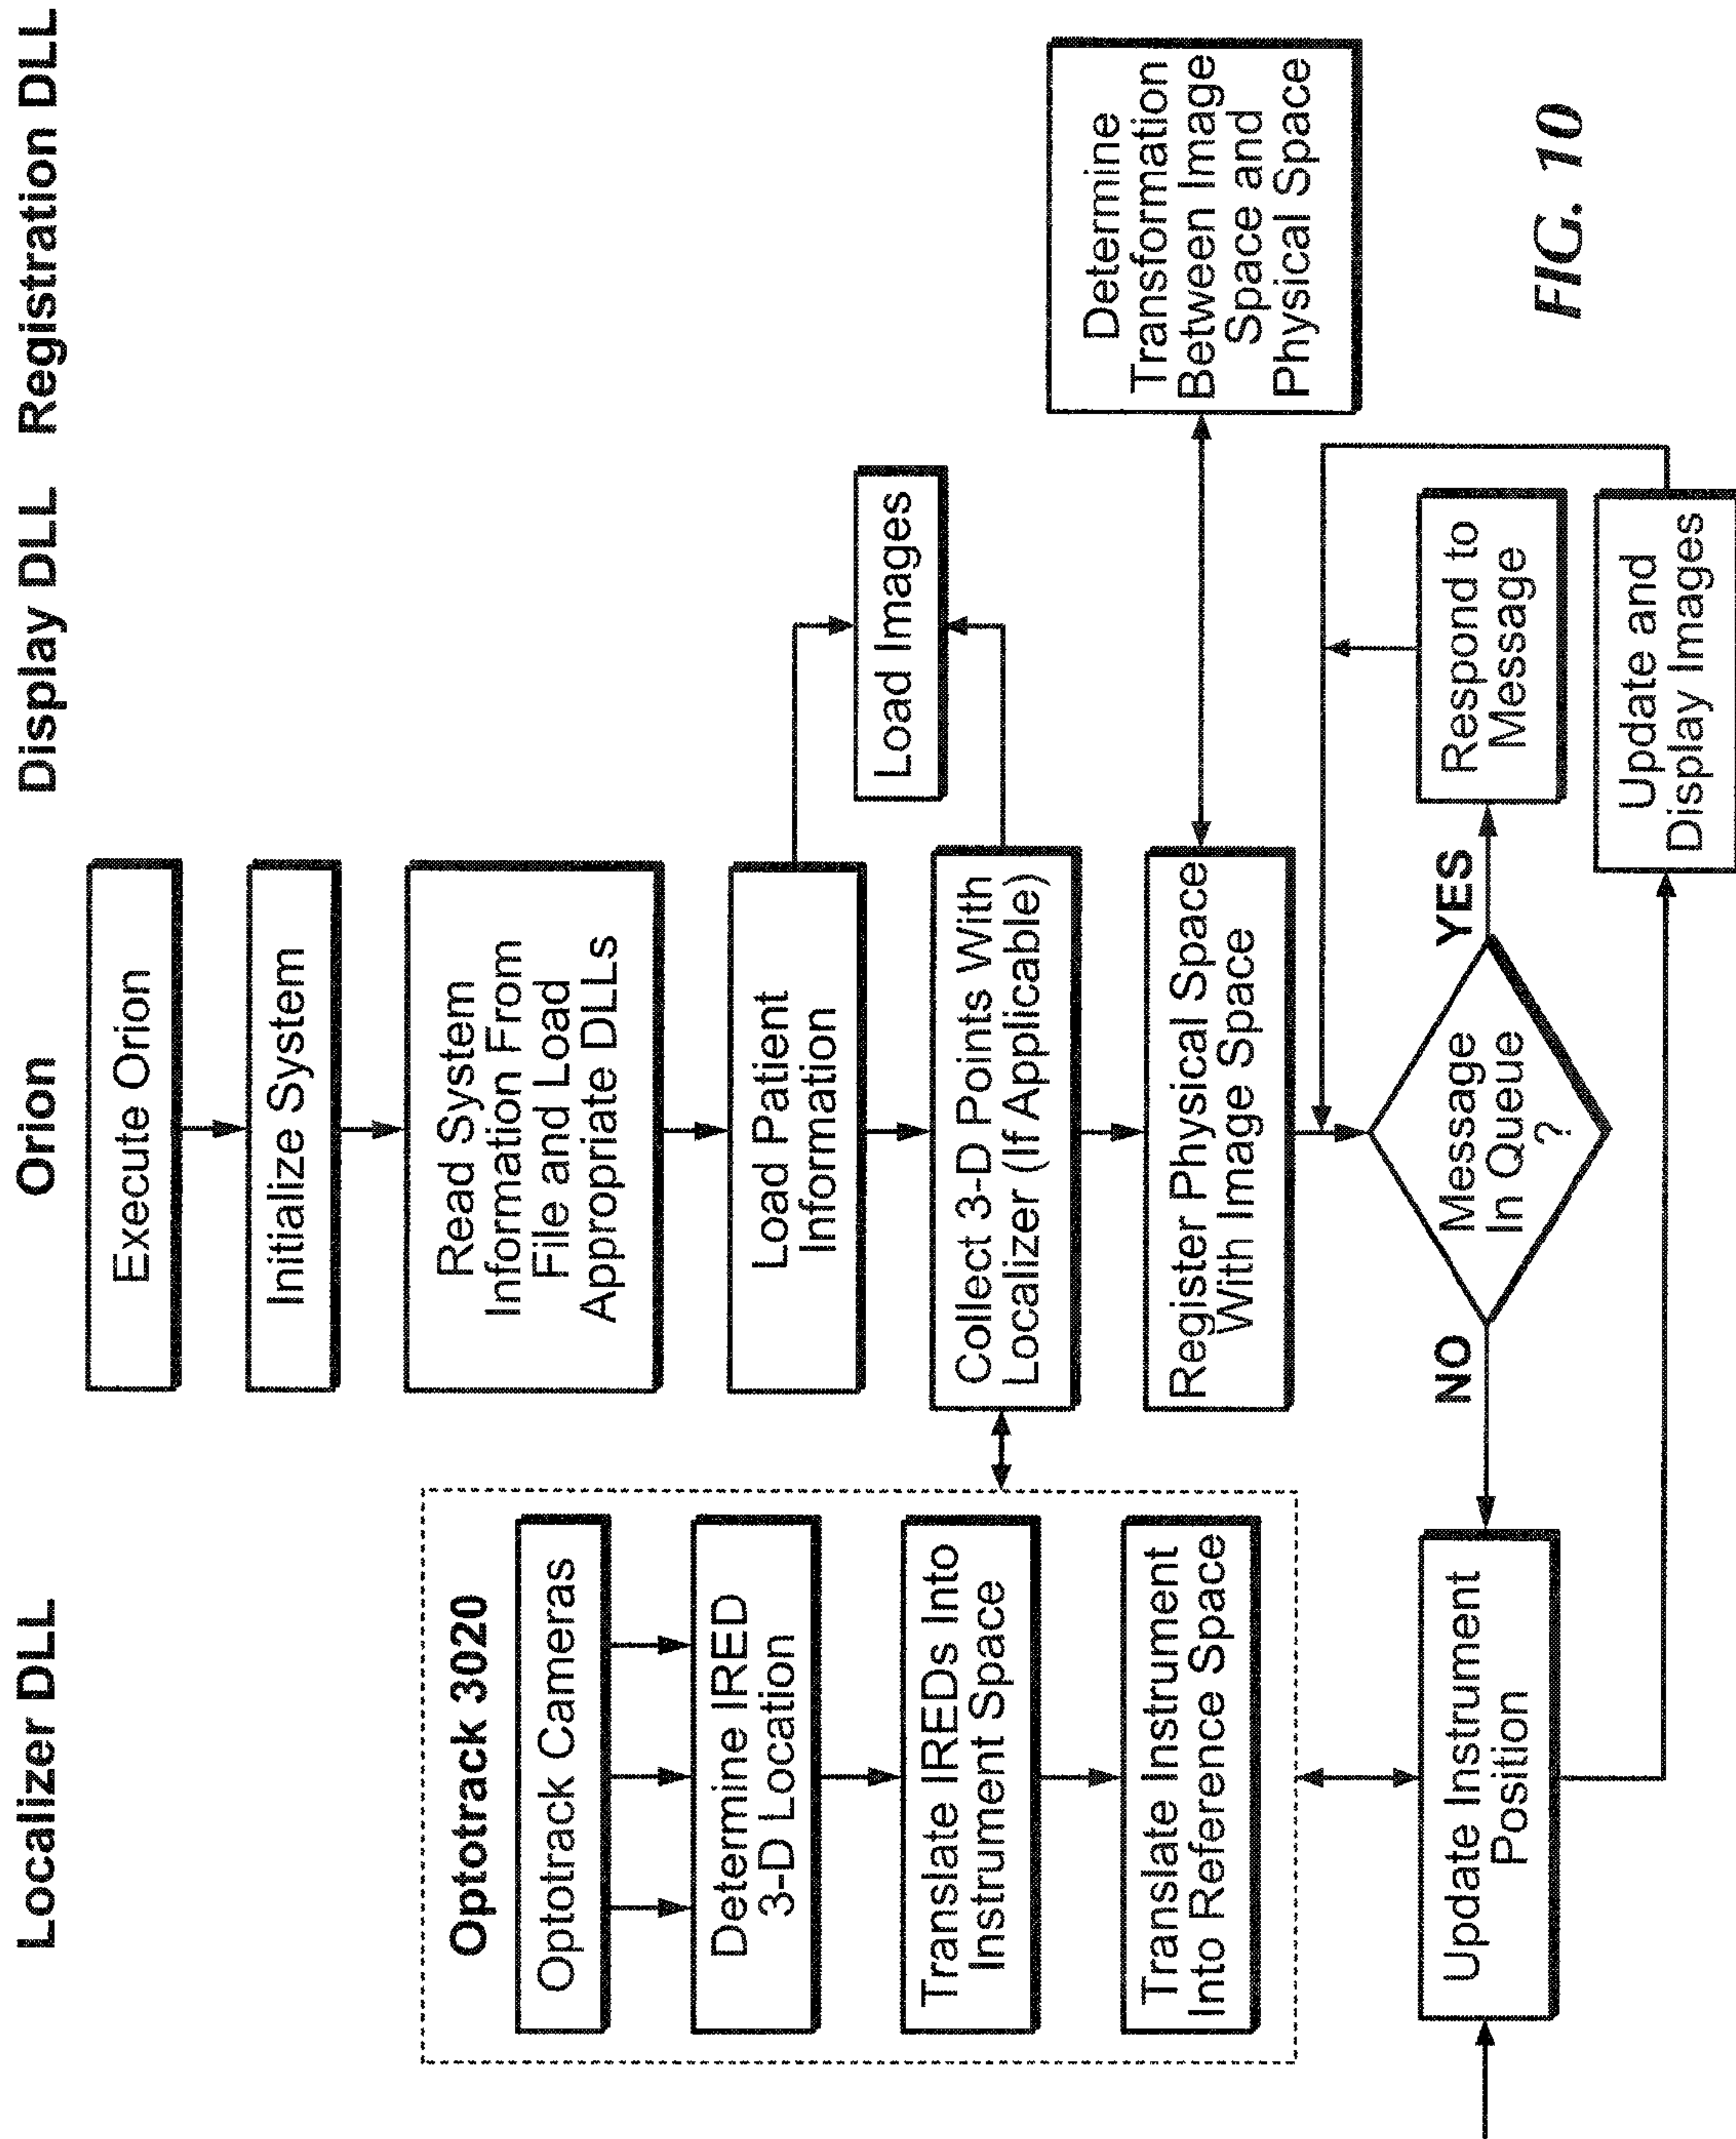 Localizer DLL
Orion
Display DLL
Registration DLL
Execute Orion
Initialize System
Read System
Information From
File and Load
Appropriate DLLs
Load Patient
Information
Load Images
Optotrack 3020
Optotrack Cameras
Determine IRED
3-D Location
Translate IREDs Into
Instrument Space
Translate Instrument
Into Reference Space
Collect 3-D Points With
Localizer (If Applicable)
Register Physical Space
With Image Space
Determine
Transformation
Between Image
Space and
Physical Space
Message
In Queue
?
NO
YES
Update Instrument
Position
Respond to
Message
Update and
Display Images
FIG. 10